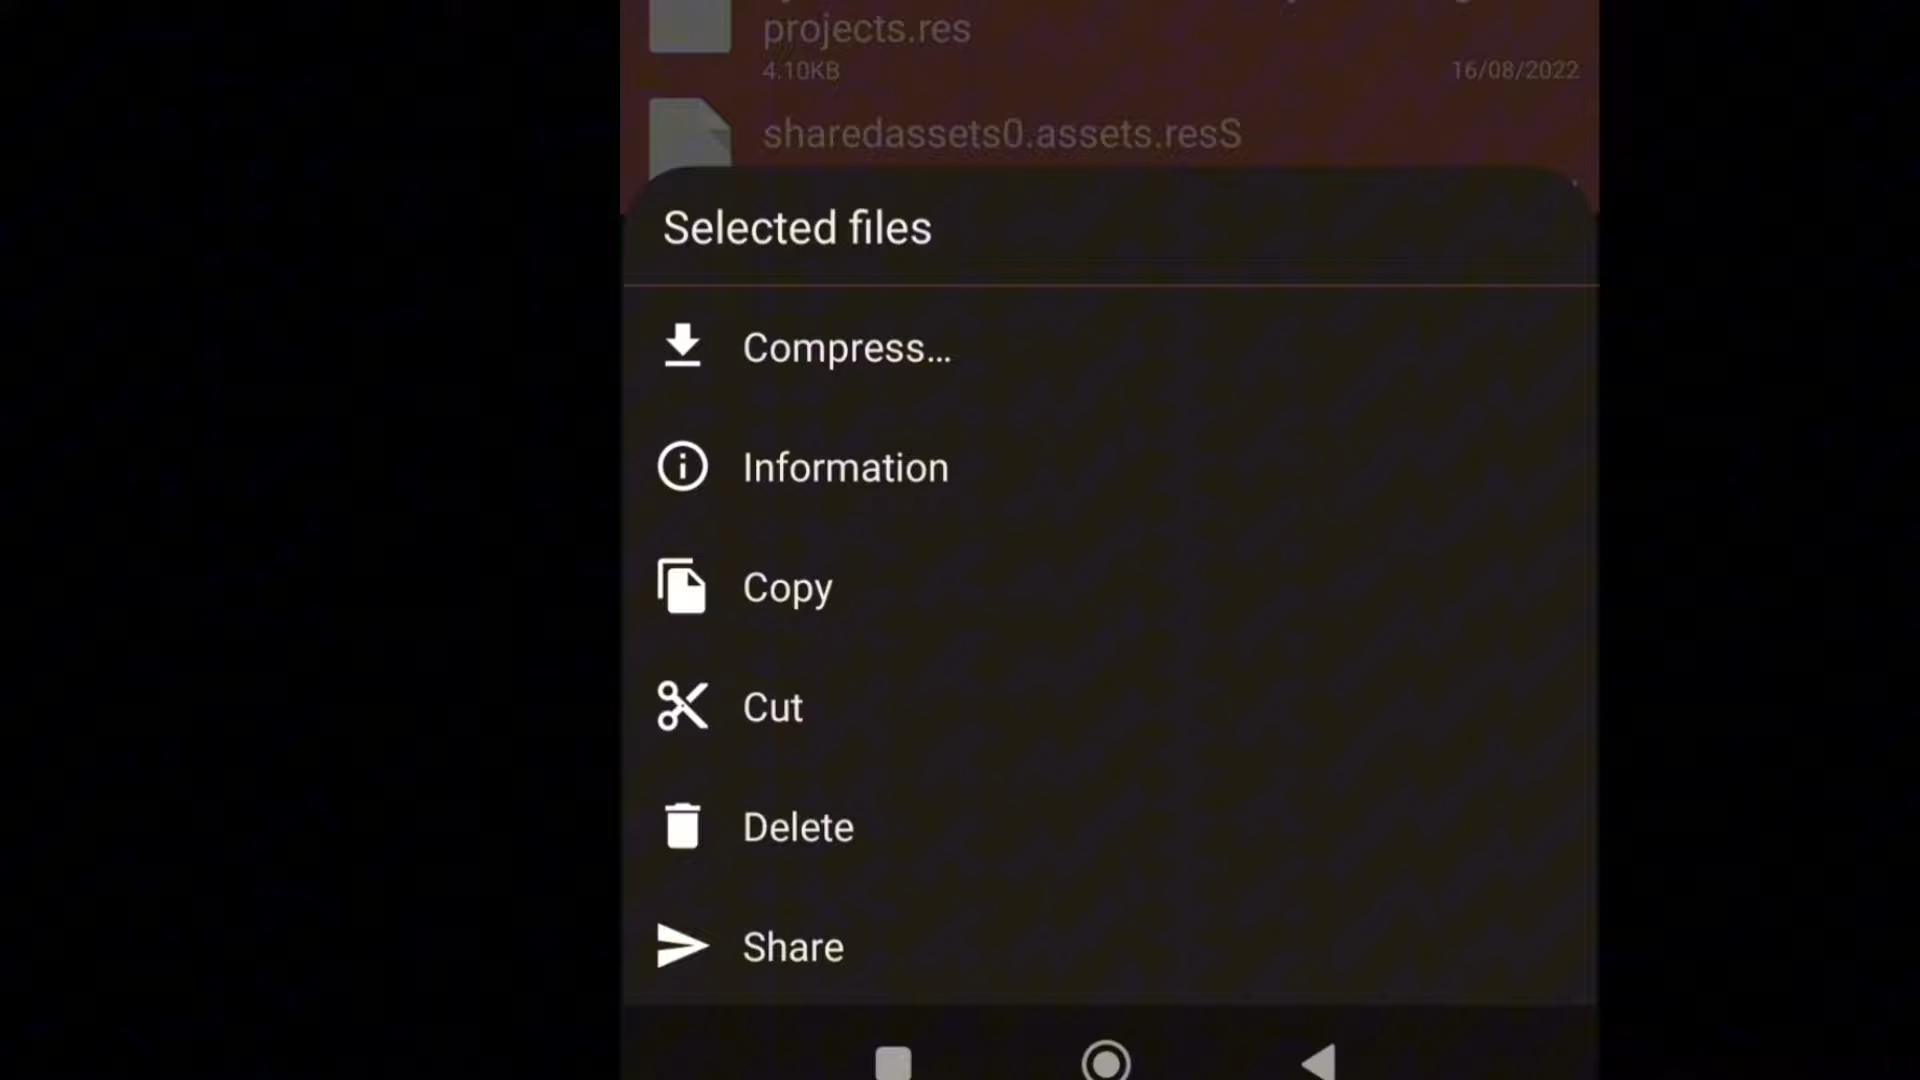 projects.res
4.10KB
16/08/2022
sharedassets0.assets.resS
Selected files
Compress...
Information
Copy
Cut
Delete
Share